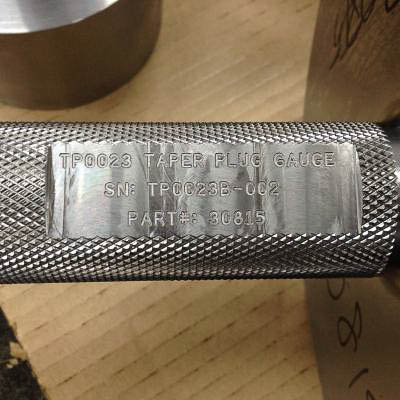 TP0023 TAPER PLUG GAUGE
SN: TP0023B-002
PART#: 30815